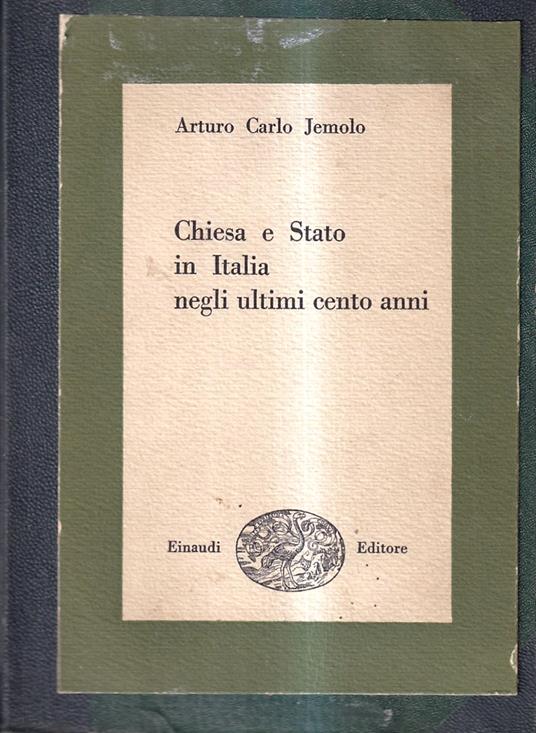 Arturo Carlo Jemolo
Chiesa e Stato
in Italia
negli ultimi cento anni
Einaudi Editore